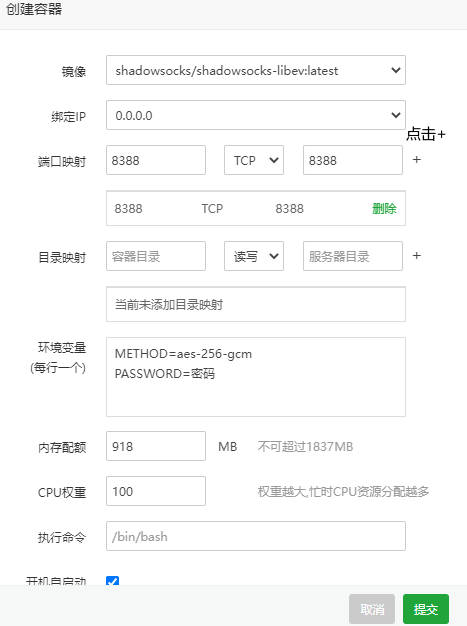 创建容器
镜像 shadowsocks/shadowsocks-libev:latest
绑定IP 0.0.0.0
点击+
端口映射 8388 TCP 8388 +
8388 TCP 8388 删除
目录映射 容器目录 读写 服务器目录 +
当前未添加目录映射
环境变量 METHOD=aes-256-gcm
(每行一个) PASSWORD=密码
内存配额 918 MB 不可超过1837MB
CPU权重 100 权重越大,忙时CPU资源分配越多
执行命令 /bin/bash
开机自启动
取消 提交